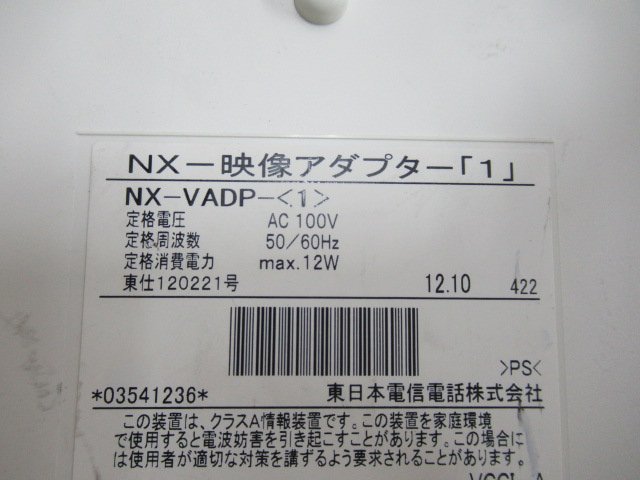 NX－映像アダプター「1」
NX-VADP-<1>
定格電圧 AC 100V
定格周波数 50/60Hz
定格消費電力 max.12W
東仕120221号 12.10 422
>PS<
*03541236* 東日本電信電話株式会社
この装置は、クラスA情報装置です。この装置を家庭環境
で使用すると電波妨害を引き起こすことがあります。この場合に
は使用者が適切な対策を講ずるよう要求されることがあります。
VCCI-A